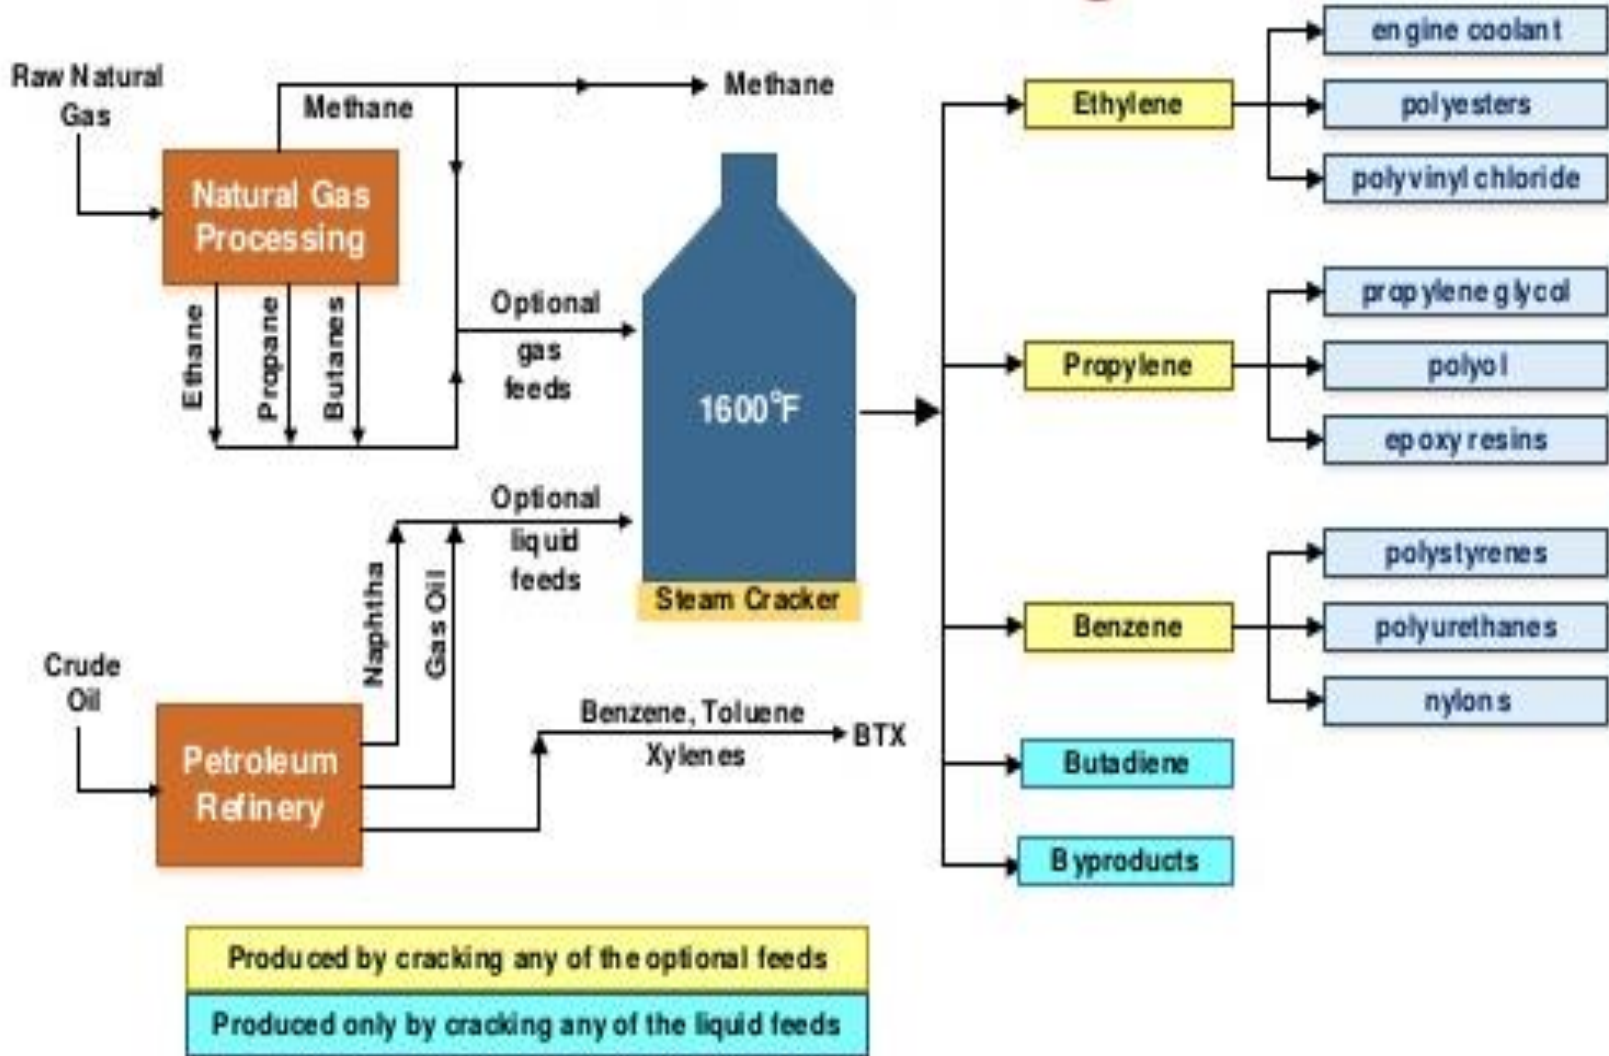 Raw Natural
Gas
Methane
Methane
Natural Gas
Processing
Ethane
Propane
Butanes
Optional
gas
feeds
Optional
liquid
feeds
Naphtha
Gas Oil
1600°F
Steam Cracker
Crude
Oil
Petroleum
Refinery
Benzene, Toluene
Xylenes
BTX
Ethylene
engine coolant
polyesters
polyvinyl chloride
Propylene
propylene glycol
polyol
epoxy resins
Benzene
polystyrenes
polyurethanes
nylons
Butadiene
Byproducts
Produced by cracking any of the optional feeds
Produced only by cracking any of the liquid feeds